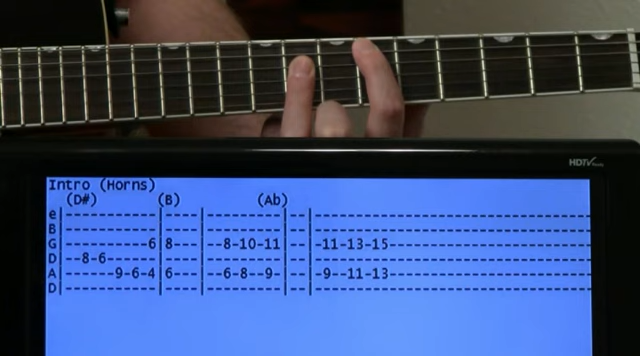 HDTV
Intro (Horns)
(D#) (B) (Ab)
e|------------|----|----------|--|--------------------------------
B|------------|----|----------|--|--------------------------------
G|-----------6|8---|--8-10-11|--|-11-13-15------------------------
D|--8-6-------|----|----------|--|--------------------------------
A|------9-6-4|6---|--6-8--9-|--|-9--11-13------------------------
D|------------|----|----------|--|--------------------------------